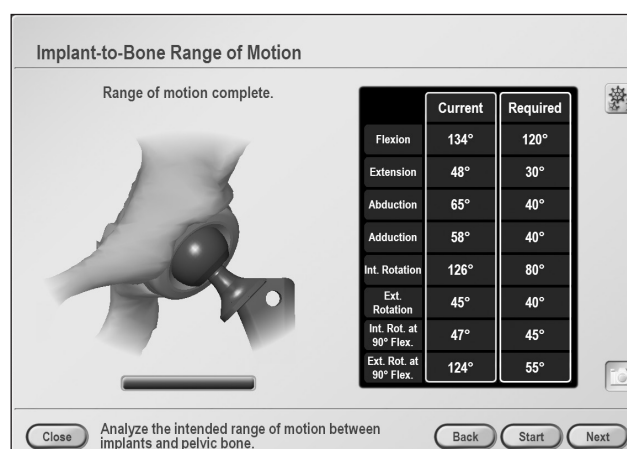 Implant-to-Bone Range of Motion
Range of motion complete.
Current Required
Flexion 134° 120°
Extension 48° 30°
Abduction 65° 40°
Adduction 58° 40°
Int. Rotation 126° 80°
Ext.
Rotation 45° 40°
Int. Rot. at
90° Flex. 47° 45°
Ext. Rot. at
90° Flex. 124° 55°
Close
Analyze the intended range of motion between
implants and pelvic bone.
Back Start Next